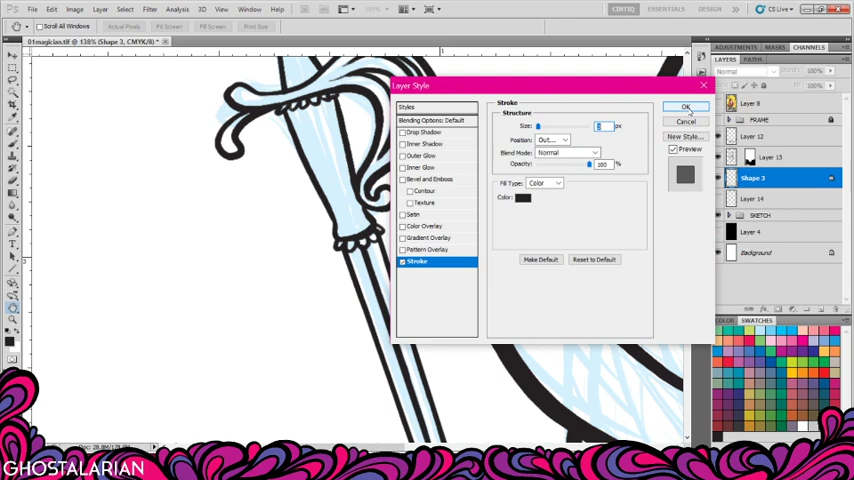 Ps
File Edit Image Layer Select Filter Analysis 3D View Window Help
CINTIQ ESSENTIALS DESIGN
CS Live
Scroll All Windows Actual Pixels Fit Screen Fill Screen Print Size
01magician.tif @ 138% (Shape 3, CMYK/8) *
Layer Style
Styles
Blending Options: Default
Drop Shadow
Inner Shadow
Outer Glow
Inner Glow
Bevel and Emboss
Contour
Texture
Satin
Color Overlay
Gradient Overlay
Pattern Overlay
Stroke
Stroke
Structure
Size: px
Position: Out...
Blend Mode: Normal
Opacity: 100 %
Fill Type: Color
Color:
Make Default Reset to Default
OK
Cancel
New Style...
Preview
ADJUSTMENTS MASKS CHANNELS
LAYERS PATHS
Normal Opacity: 100%
Fill: 100%
Layer 8
FRAME
Layer 12
Layer 13
Shape 3
Layer 14
SKETCH
Layer 4
Background
COLOR SWATCHES
GHOSTALARIAN